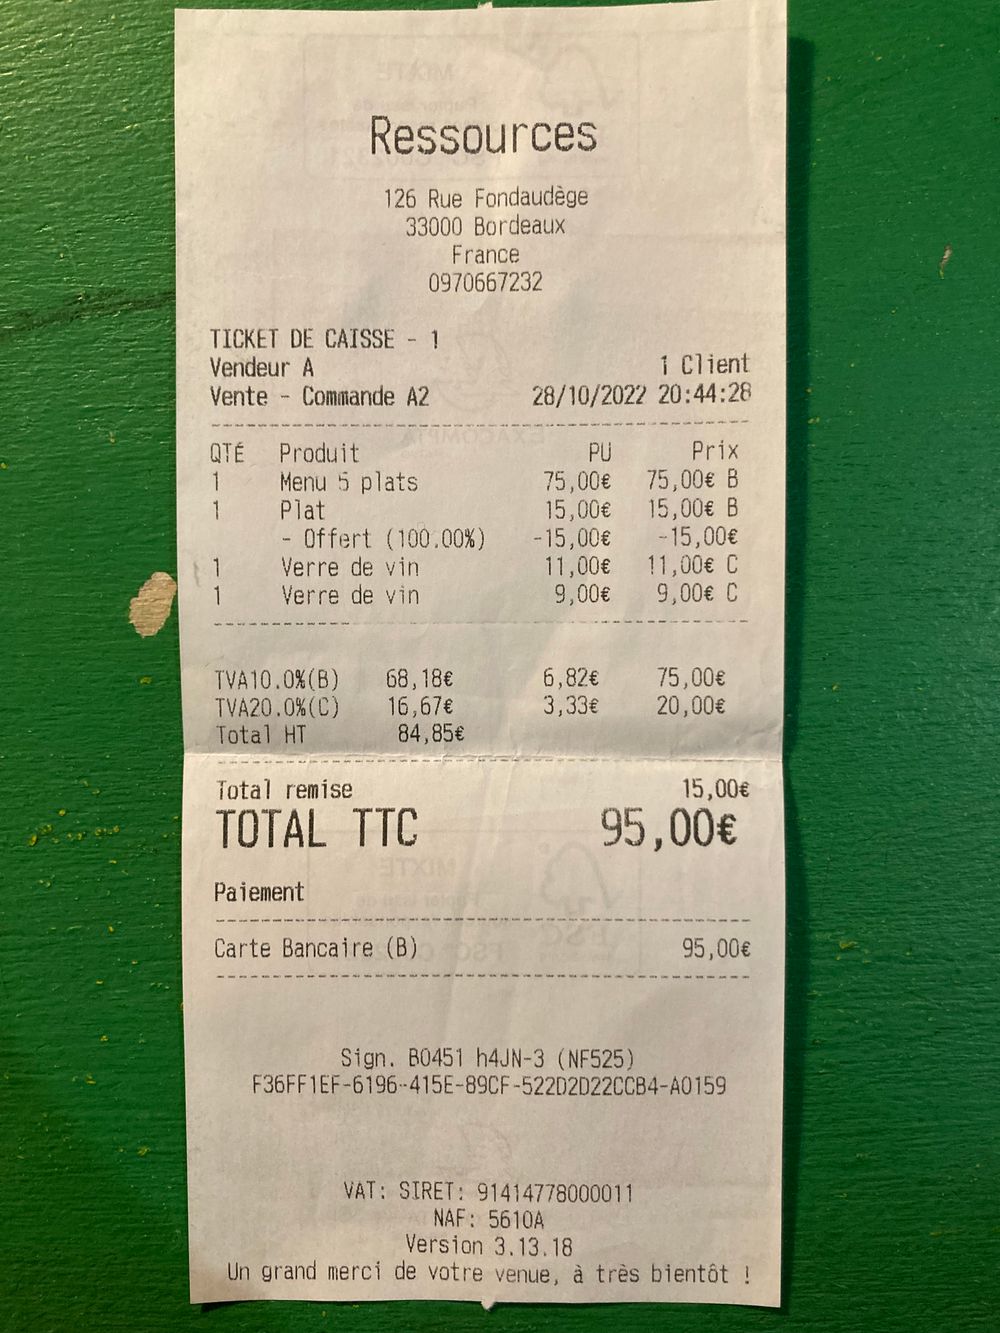 Ressources
126 Rue Fondaudège
33000 Bordeaux
France
0970667232
TICKET DE CAISSE - 1
Vendeur A 1 Client
Vente - Commande A2 28/10/2022 20:44:28
QTÉ Produit PU Prix
1 Menu 5 plats 75,00€ 75,00€ B
1 Plat 15,00€ 15,00€ B
- Offert (100.00%) -15,00€ -15,00€
1 Verre de vin 11,00€ 11,00€ C
1 Verre de vin 9,00€ 9,00€ C
TVA10.0%(B) 68,18€ 6,82€ 75,00€
TVA20.0%(C) 16,67€ 3,33€ 20,00€
Total HT 84,85€
Total remise 15,00€
TOTAL TTC 95,00€
Paiement
Carte Bancaire (B) 95,00€
Sign. B0451 h4JN-3 (NF525)
F36FF1EF-6196-415E-89CF-522D2D22CCB4-A0159
VAT: SIRET: 91414778000011
NAF: 5610A
Version 3.13.18
Un grand merci de votre venue, à très bientôt !